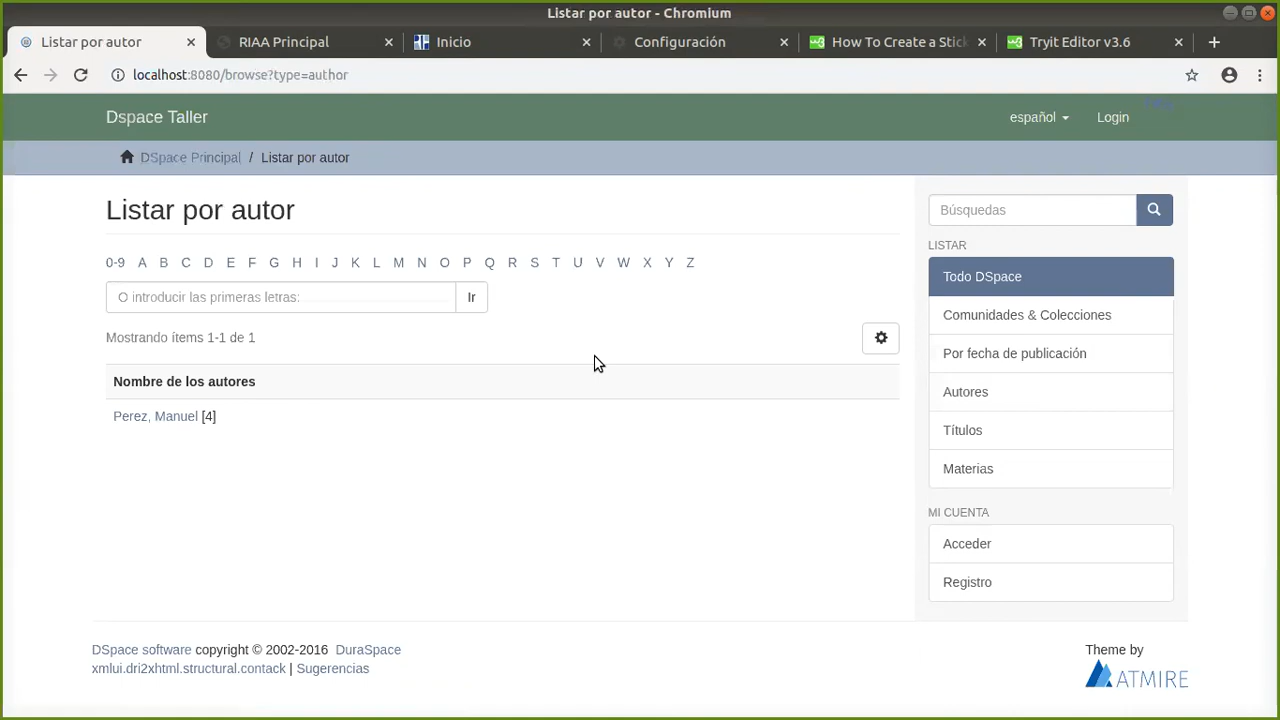 Listar por autor - Chromium
Listar por autor
RIAA Principal
Inicio
Configuración
How To Create a Stick
Tryit Editor v3.6
localhost:8080/browse?type=author
Dspace Taller
español
Login
DSpace Principal / Listar por autor
Listar por autor
0-9 A B C D E F G H I J K L M N O P Q R S T U V W X Y Z
O introducir las primeras letras:
Ir
Mostrando ítems 1-1 de 1
Nombre de los autores
Perez, Manuel [4]
Búsquedas
LISTAR
Todo DSpace
Comunidades & Colecciones
Por fecha de publicación
Autores
Títulos
Materias
MI CUENTA
Acceder
Registro
DSpace software copyright © 2002-2016 DuraSpace
xmlui.dri2xhtml.structural.contack | Sugerencias
Theme by
ATMIRE